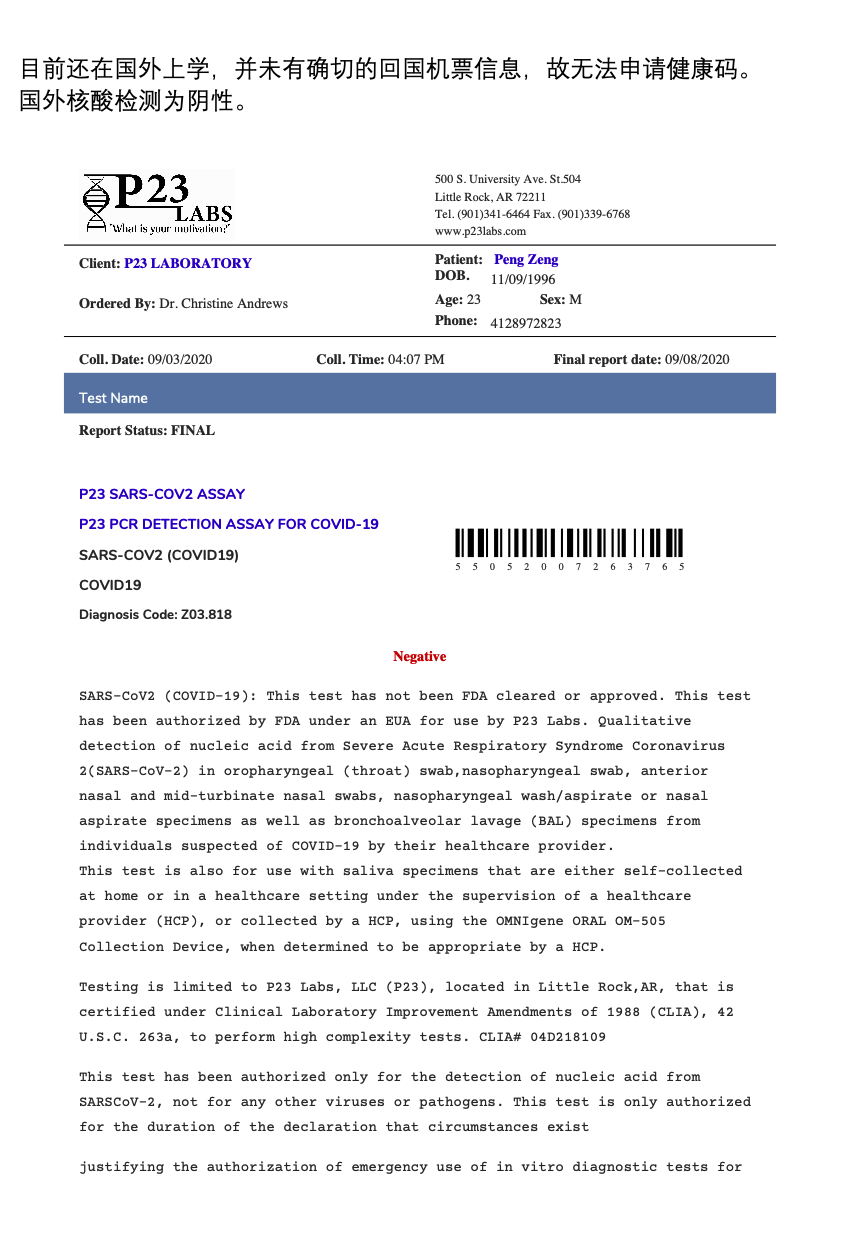 目前还在国外上学，并未有确切的回国机票信息，故无法申请健康码。
国外核酸检测为阴性。
P23
LABS
"What is your motivation?"
500 S. University Ave. St.504
Little Rock, AR 72211
Tel. (901)341-6464 Fax. (901)339-6768
www.p23labs.com
Client: P23 LABORATORY
Ordered By: Dr. Christine Andrews
Patient: Peng Zeng
DOB. 11/09/1996
Age: 23 Sex: M
Phone: 4128972823
Coll. Date: 09/03/2020 Coll. Time: 04:07 PM Final report date: 09/08/2020
Test Name
Report Status: FINAL
P23 SARS-COV2 ASSAY
P23 PCR DETECTION ASSAY FOR COVID-19
SARS-COV2 (COVID19)
COVID19
Diagnosis Code: Z03.818
55052007263765
Negative
SARS-CoV2 (COVID-19): This test has not been FDA cleared or approved. This test
has been authorized by FDA under an EUA for use by P23 Labs. Qualitative
detection of nucleic acid from Severe Acute Respiratory Syndrome Coronavirus
2(SARS-CoV-2) in oropharyngeal (throat) swab,nasopharyngeal swab, anterior
nasal and mid-turbinate nasal swabs, nasopharyngeal wash/aspirate or nasal
aspirate specimens as well as bronchoalveolar lavage (BAL) specimens from
individuals suspected of COVID-19 by their healthcare provider.
This test is also for use with saliva specimens that are either self-collected
at home or in a healthcare setting under the supervision of a healthcare
provider (HCP), or collected by a HCP, using the OMNIgene ORAL OM-505
Collection Device, when determined to be appropriate by a HCP.
Testing is limited to P23 Labs, LLC (P23), located in Little Rock,AR, that is
certified under Clinical Laboratory Improvement Amendments of 1988 (CLIA), 42
U.S.C. 263a, to perform high complexity tests. CLIA# 04D218109
This test has been authorized only for the detection of nucleic acid from
SARSCoV-2, not for any other viruses or pathogens. This test is only authorized
for the duration of the declaration that circumstances exist
justifying the authorization of emergency use of in vitro diagnostic tests for